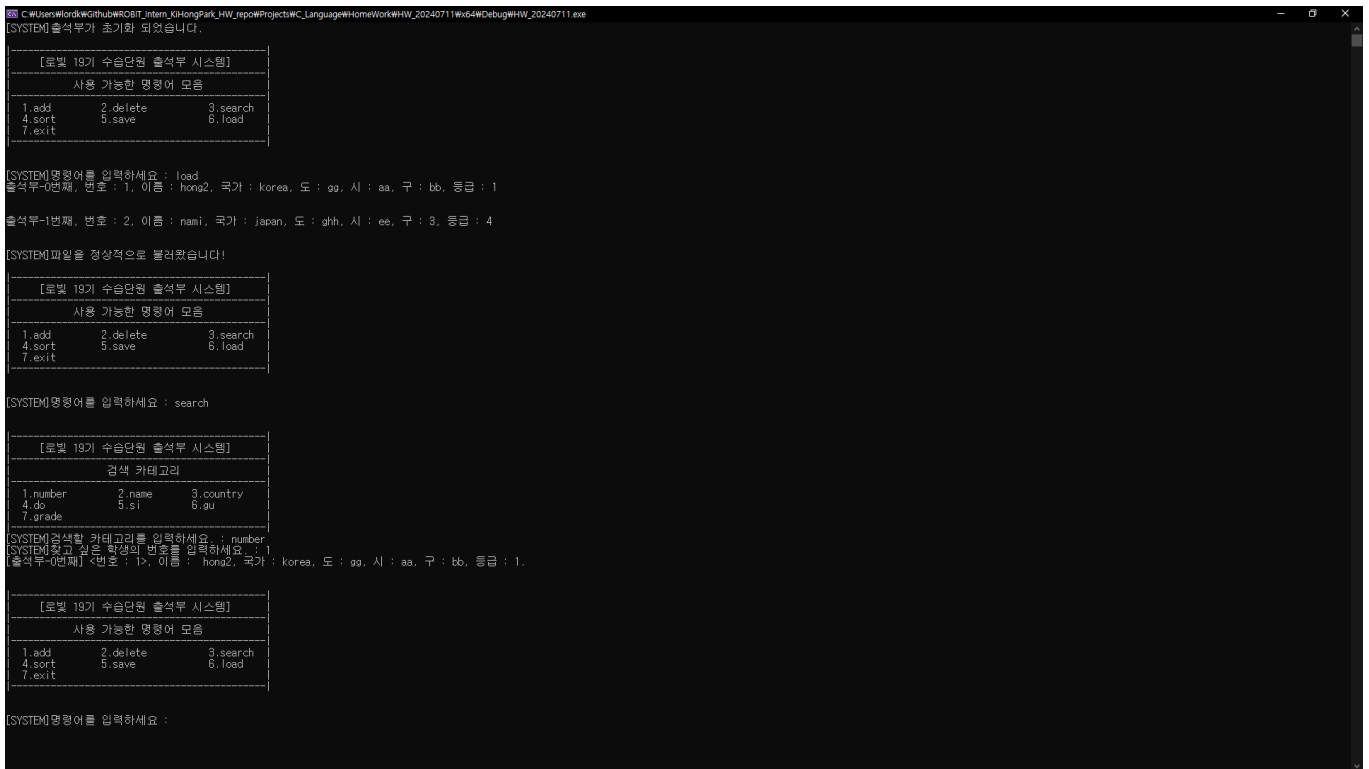 C:₩Users₩lordk₩Github₩ROBIT_Intern_KiHongPark_HW_repo₩Projects₩C_Language₩HomeWork₩HW_20240711₩x64₩Debug₩HW_20240711.exe
[SYSTEM]출석부가 초기화 되었습니다.
|--------------------------------------------|
| [로빛 19기 수습단원 출석부 시스템] |
|--------------------------------------------|
| 사용 가능한 명령어 모음 |
|--------------------------------------------|
| 1.add 2.delete 3.search |
| 4.sort 5.save 6.load |
| 7.exit |
|--------------------------------------------|
[SYSTEM]명령어를 입력하세요 : load
출석부-0번째, 번호 : 1, 이름 : hong2, 국가 : korea, 도 : gg, 시 : aa, 구 : bb, 등급 : 1
출석부-1번째, 번호 : 2, 이름 : nami, 국가 : japan, 도 : ghh, 시 : ee, 구 : 3, 등급 : 4
[SYSTEM]파일을 정상적으로 불러왔습니다!
|--------------------------------------------|
| [로빛 19기 수습단원 출석부 시스템] |
|--------------------------------------------|
| 사용 가능한 명령어 모음 |
|--------------------------------------------|
| 1.add 2.delete 3.search |
| 4.sort 5.save 6.load |
| 7.exit |
|--------------------------------------------|
[SYSTEM]명령어를 입력하세요 : search
|--------------------------------------------|
| [로빛 19기 수습단원 출석부 시스템] |
|--------------------------------------------|
| 검색 카테고리 |
|--------------------------------------------|
| 1.number 2.name 3.country |
| 4.do 5.si 6.gu |
| 7.grade |
|--------------------------------------------|
[SYSTEM]검색할 카테고리를 입력하세요. : number
[SYSTEM]찾고 싶은 학생의 번호를 입력하세요. : 1
[출석부-0번째] <번호 : 1>, 이름 : hong2, 국가 : korea, 도 : gg, 시 : aa, 구 : bb, 등급 : 1.
|--------------------------------------------|
| [로빛 19기 수습단원 출석부 시스템] |
|--------------------------------------------|
| 사용 가능한 명령어 모음 |
|--------------------------------------------|
| 1.add 2.delete 3.search |
| 4.sort 5.save 6.load |
| 7.exit |
|--------------------------------------------|
[SYSTEM]명령어를 입력하세요 :